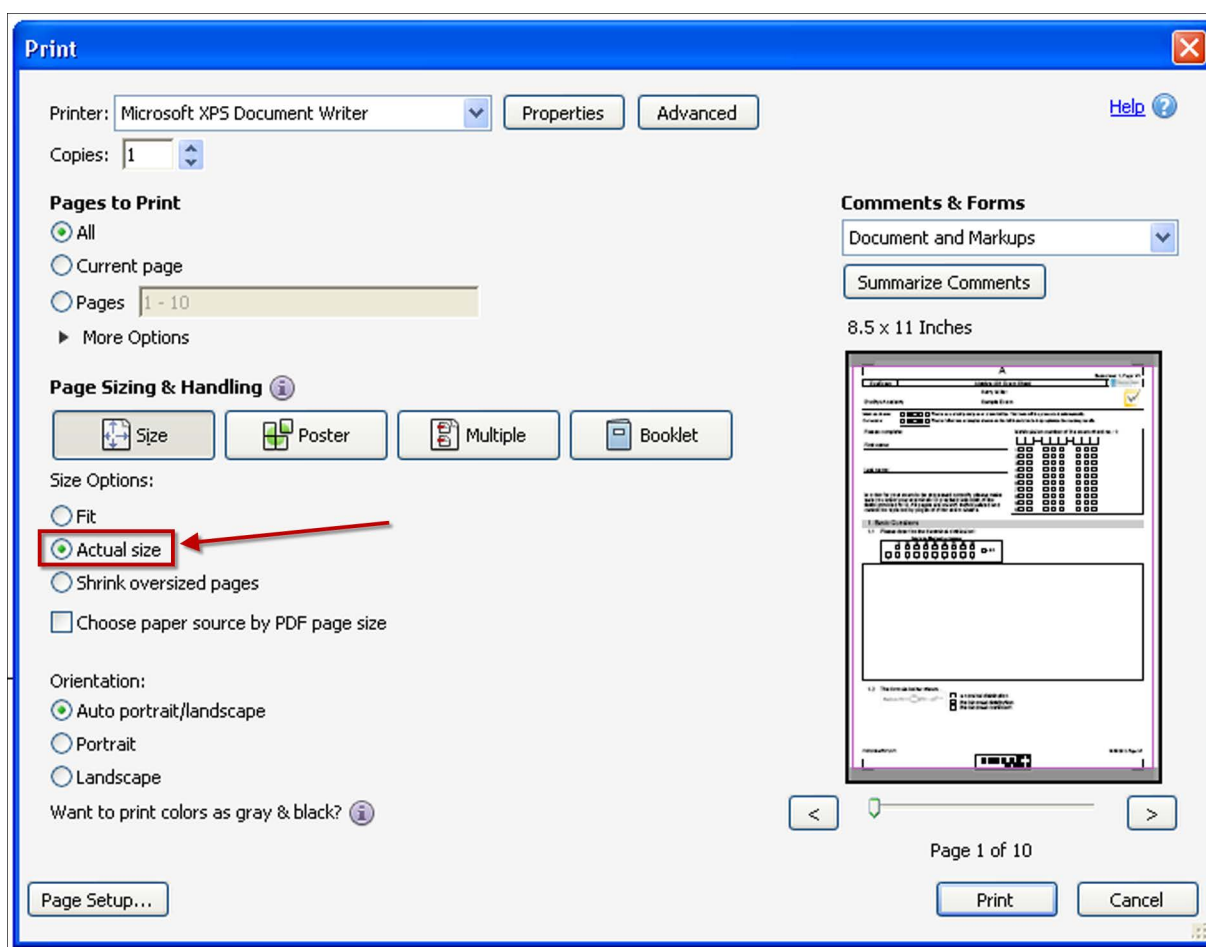 Print
Printer: Microsoft XPS Document Writer Properties Advanced Help
Copies: 1
Pages to Print
All
Current page
Pages 1 - 10
More Options
Comments & Forms
Document and Markups
Summarize Comments
8.5 x 11 Inches
A
Page Sizing & Handling
Size Poster Multiple Booklet
Size Options:
Fit
Actual size
Shrink oversized pages
Choose paper source by PDF page size
Orientation:
Auto portrait/landscape
Portrait
Landscape
Want to print colors as gray & black?
< >
Page 1 of 10
Page Setup... Print Cancel